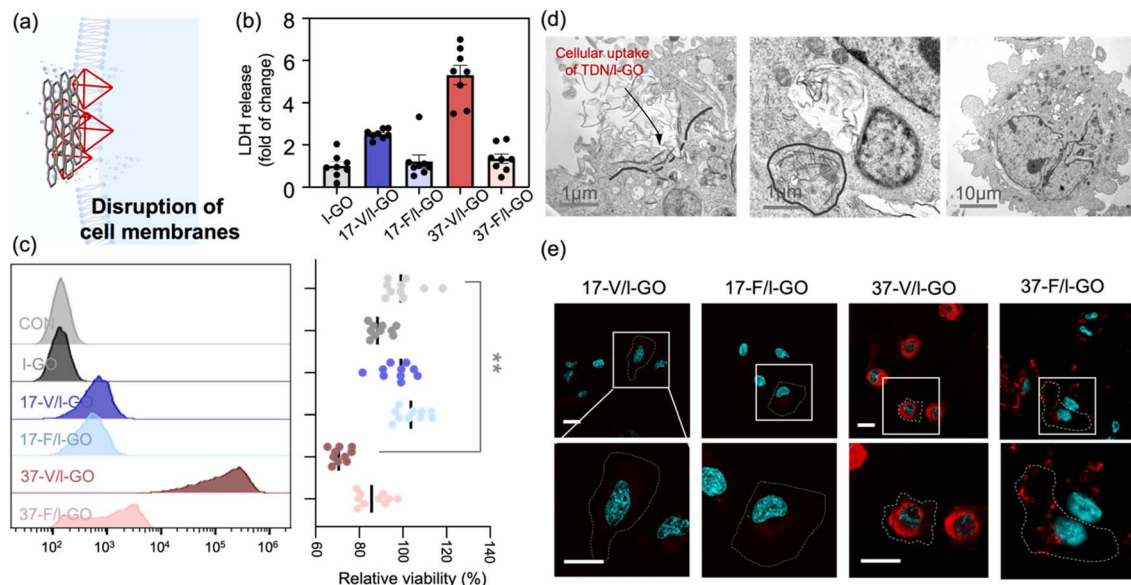 (a)
Disruption of
cell membranes
(b)
LDH release
(fold of change)
8
6
4
2
0
I-GO
17-V/I-GO
17-F/I-GO
37-V/I-GO
37-F/I-GO
(c)
CON
I-GO
17-V/I-GO
17-F/I-GO
37-V/I-GO
37-F/I-GO
10² 10³ 10⁴ 10⁵ 10⁶
**
60 80 100 120 140
Relative viability (%)
(d)
Cellular uptake
of TDN/I-GO
1μm
1μm
10μm
(e)
17-V/I-GO 17-F/I-GO 37-V/I-GO 37-F/I-GO